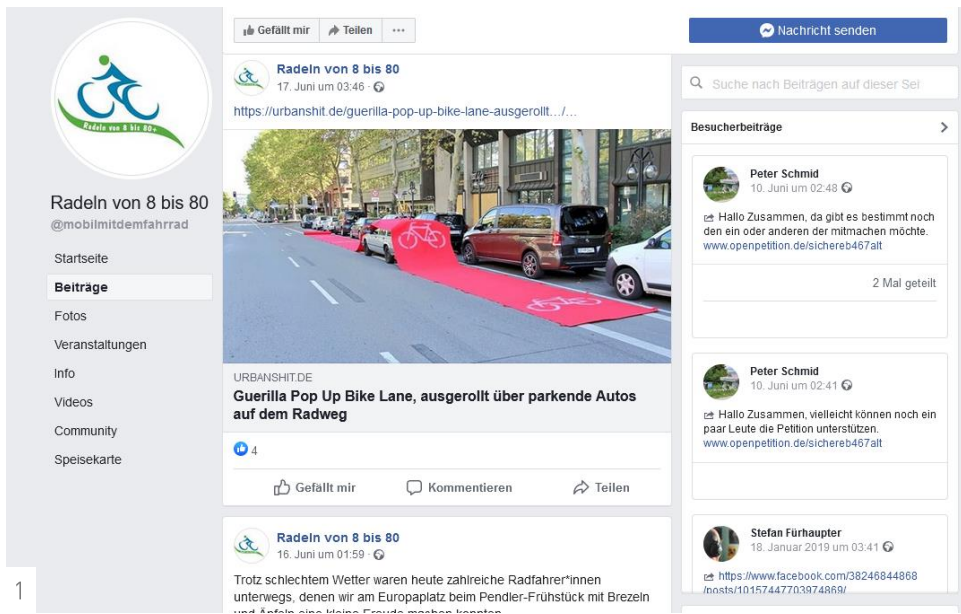 Radeln von 8 bis 80+
Radeln von 8 bis 80
@mobilmitdemfahrrad
Startseite
Beiträge
Fotos
Veranstaltungen
Info
Videos
Community
Speisekarte
1
Gefällt mir
Teilen
Radeln von 8 bis 80
17. Juni um 03:46 ·
https://urbanshit.de/guerilla-pop-up-bike-lane-ausgerollt…/…
URBANSHIT.DE
Guerilla Pop Up Bike Lane, ausgerollt über parkende Autos
auf dem Radweg
4
Gefällt mir
Kommentieren
Teilen
Radeln von 8 bis 80
16. Juni um 01:59 ·
Trotz schlechtem Wetter waren heute zahlreiche Radfahrer*innen
unterwegs, denen wir am Europaplatz beim Pendler-Frühstück mit Brezeln
und Äpfeln eine kleine Freude machen konnten
Nachricht senden
Suche nach Beiträgen auf dieser Sei
Besucherbeiträge
Peter Schmid
10. Juni um 02:48
Hallo Zusammen, da gibt es bestimmt noch
den ein oder anderen der mitmachen möchte.
www.openpetition.de/sichereb467alt
2 Mal geteilt
Peter Schmid
10. Juni um 02:41
Hallo Zusammen, vielleicht können noch ein
paar Leute die Petition unterstützen.
www.openpetition.de/sichereb467alt
Stefan Fürhaupter
18. Januar 2019 um 03:41
https://www.facebook.com/38246844868
/posts/10157447703974869/